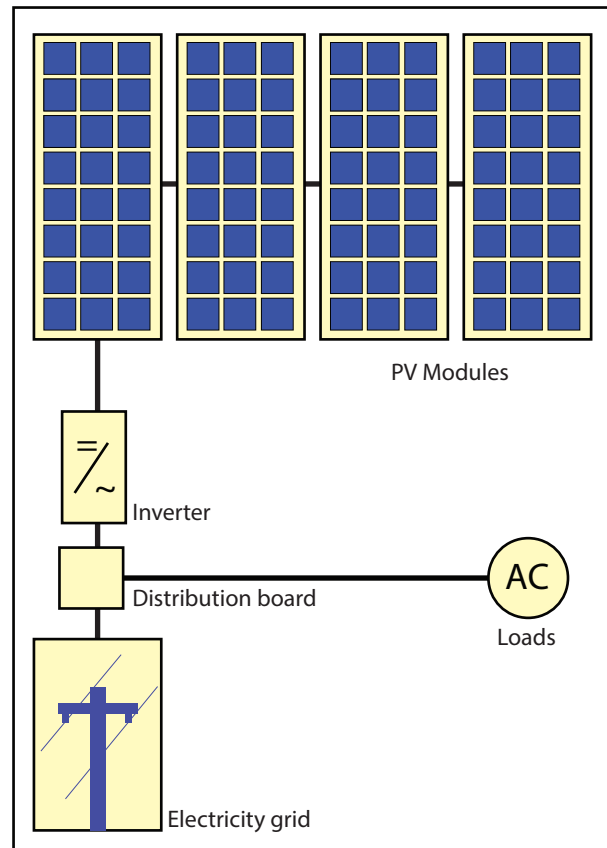 PV Modules
=
~
Inverter
Distribution board
AC
Loads
Electricity grid